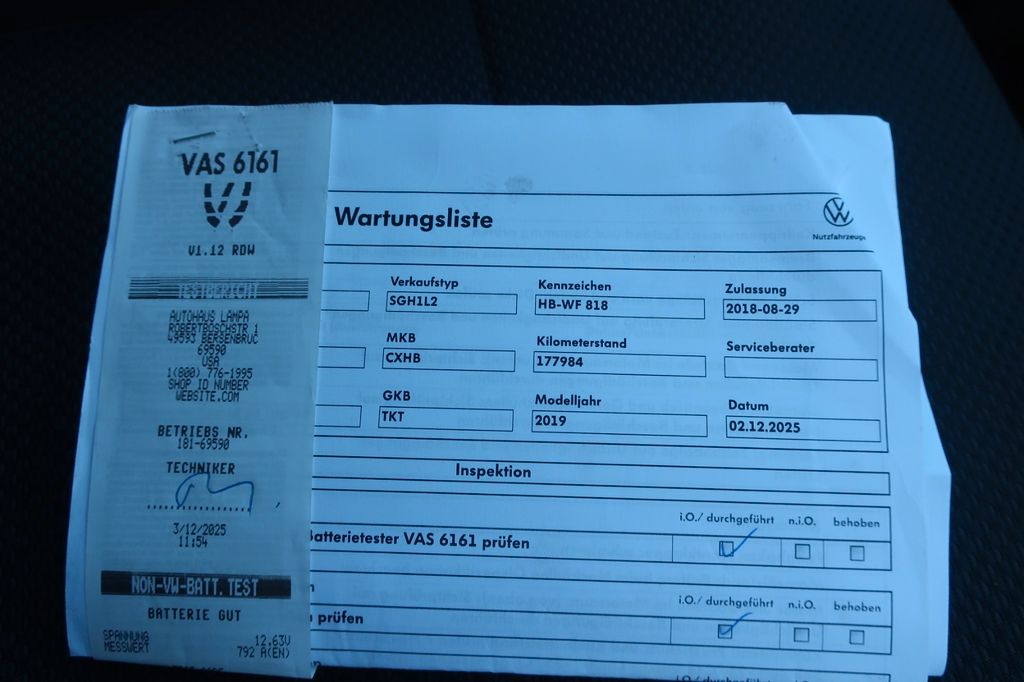 VAS 6161
V1.12 RDW
TESTBERICHT
AUTOHAUS LAMPA
ROBERTBOSCHSTR 1
49593 BERSENBRUC
69590
USA
1(800) 776-1995
SHOP ID NUMBER
WEBSITE.COM
BETRIEBS NR.
181-69590
TECHNIKER
3/12/2025
11:54
NON-VW-BATT.TEST
BATTERIE GUT
SPANNUNG 12.63V
MESSWERT 792 A(EN)
Wartungsliste
Nutzfahrzeuge
Verkaufstyp Kennzeichen Zulassung
SGH1L2 HB-WF 818 2018-08-29
MKB Kilometerstand Serviceberater
CXHB 177984
GKB Modelljahr Datum
TKT 2019 02.12.2025
Inspektion
i.O./ durchgeführt n.i.O. behoben
Batterietester VAS 6161 prüfen
i.O./ durchgeführt n.i.O. behoben
prüfen